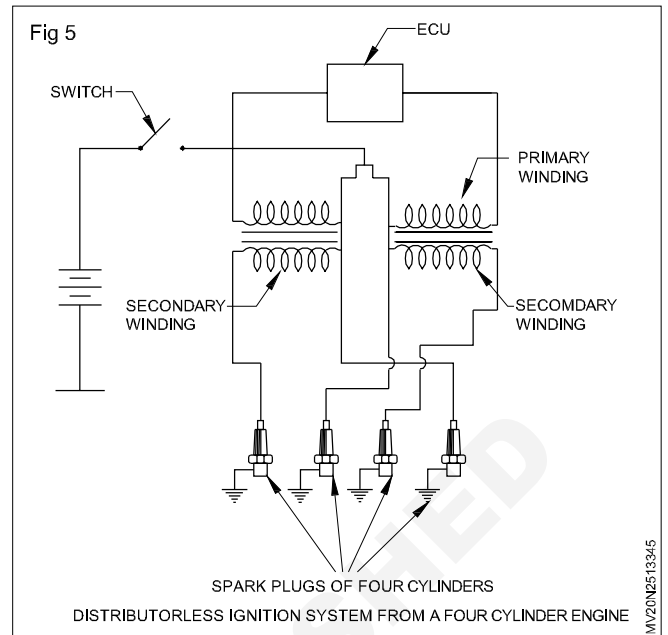 Fig 5
ECU
SWITCH
PRIMARY
WINDING
SECONDARY
WINDING
SECOMDARY
WINDING
SPARK PLUGS OF FOUR CYLINDERS
DISTRIBUTORLESS IGNITION SYSTEM FROM A FOUR CYLINDER ENGINE
MV20N2513345
SHED